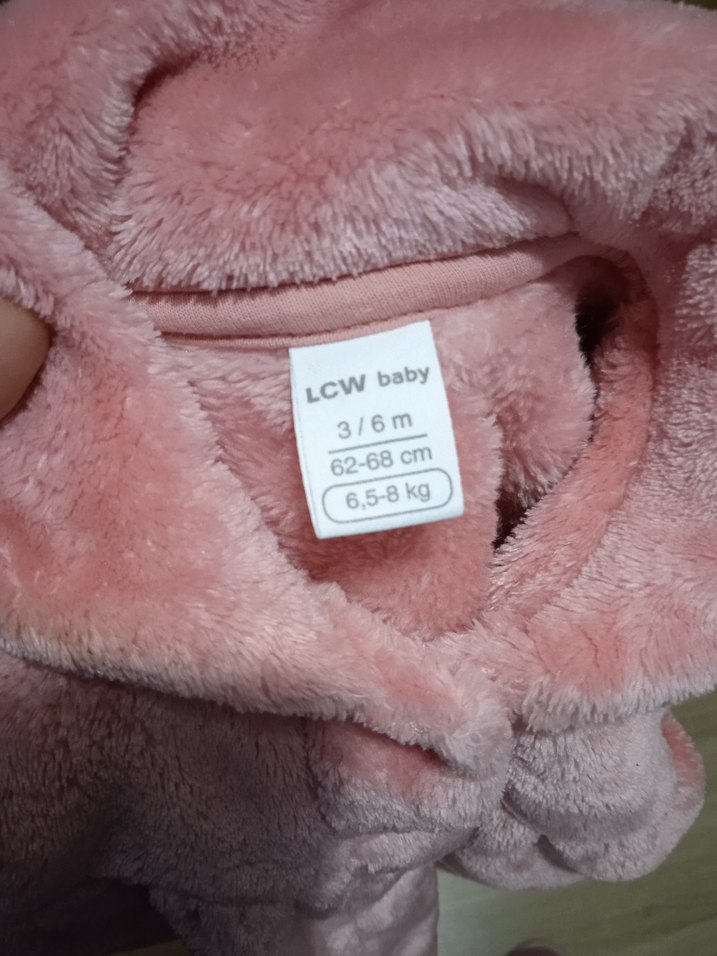 LCW baby
3 / 6 m
62-68 cm
6,5-8 kg